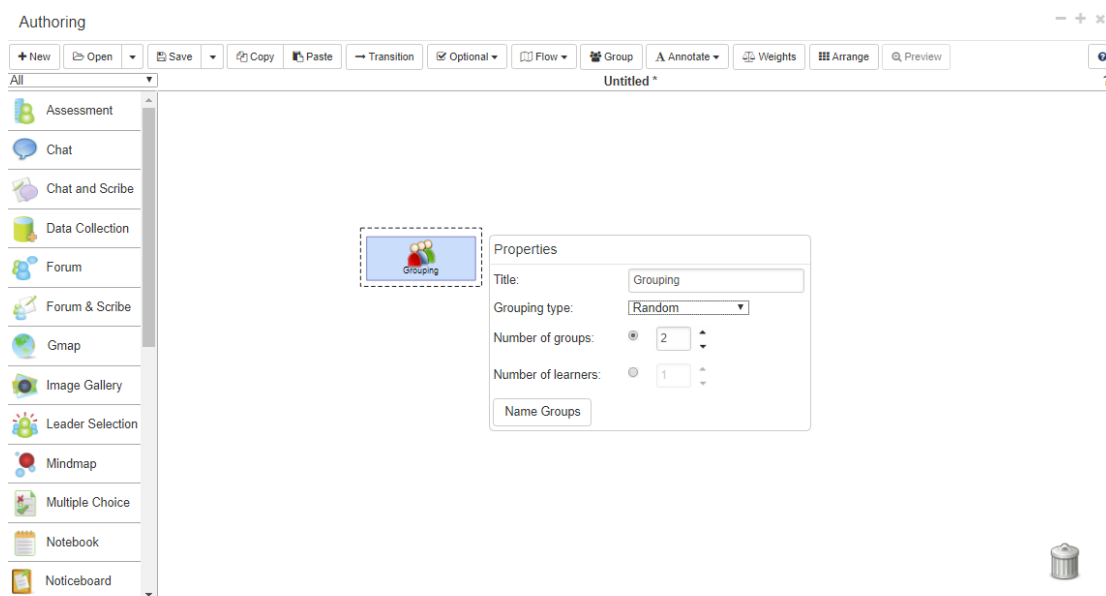 Authoring
New Open Save Copy Paste Transition Optional Flow Group A Annotate Weights Arrange Preview
All
Untitled *
?
Assessment
Chat
Chat and Scribe
Data Collection
Forum
Forum & Scribe
Gmap
Image Gallery
Leader Selection
Mindmap
Multiple Choice
Notebook
Noticeboard
Grouping
Properties
Title: Grouping
Grouping type: Random
Number of groups: 2
Number of learners: 1
Name Groups